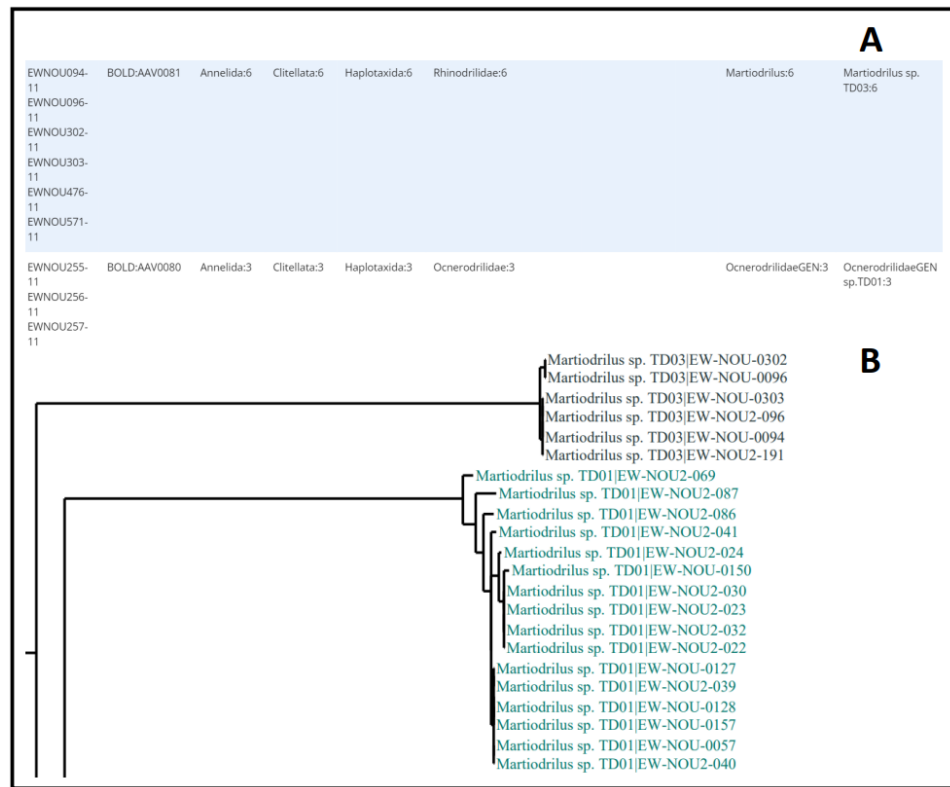 A
EWNOU094-11 BOLD:AAV0081 Annelida:6 Clitellata:6 Haplotaxida:6 Rhinodrilidae:6 Martiodrilus:6 Martiodrilus sp. TD03:6
EWNOU096-11
EWNOU302-11
EWNOU303-11
EWNOU476-11
EWNOU571-11
EWNOU255-11 BOLD:AAV0080 Annelida:3 Clitellata:3 Haplotaxida:3 Ocnerodrilidae:3 OcnerodrilidaeGEN:3 OcnerodrilidaeGEN sp.TD01:3
EWNOU256-11
EWNOU257-11
B
Martiodrilus sp. TD03|EW-NOU-0302
Martiodrilus sp. TD03|EW-NOU-0096
Martiodrilus sp. TD03|EW-NOU-0303
Martiodrilus sp. TD03|EW-NOU2-096
Martiodrilus sp. TD03|EW-NOU-0094
Martiodrilus sp. TD03|EW-NOU2-191
Martiodrilus sp. TD01|EW-NOU2-069
Martiodrilus sp. TD01|EW-NOU2-087
Martiodrilus sp. TD01|EW-NOU2-086
Martiodrilus sp. TD01|EW-NOU2-041
Martiodrilus sp. TD01|EW-NOU2-024
Martiodrilus sp. TD01|EW-NOU-0150
Martiodrilus sp. TD01|EW-NOU2-030
Martiodrilus sp. TD01|EW-NOU2-023
Martiodrilus sp. TD01|EW-NOU2-032
Martiodrilus sp. TD01|EW-NOU2-022
Martiodrilus sp. TD01|EW-NOU-0127
Martiodrilus sp. TD01|EW-NOU2-039
Martiodrilus sp. TD01|EW-NOU-0128
Martiodrilus sp. TD01|EW-NOU-0157
Martiodrilus sp. TD01|EW-NOU-0057
Martiodrilus sp. TD01|EW-NOU2-040